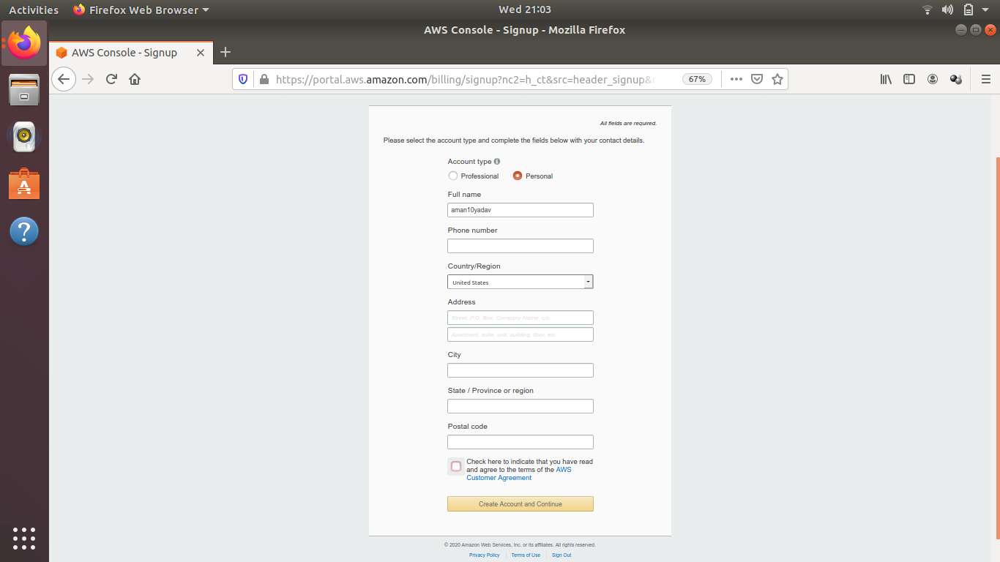 Activities
Firefox Web Browser
Wed 21:03
AWS Console - Signup - Mozilla Firefox
AWS Console - Signup
https://portal.aws.amazon.com/billing/signup?nc2=h_ct&src=header_signup&
67%
All fields are required.
Please select the account type and complete the fields below with your contact details.
Account type
Professional
Personal
Full name
aman10yadav
Phone number
Country/Region
United States
Address
Street, P.O. Box, Company Name, c/o
Apartment, suite, unit, building, floor, etc.
City
State / Province or region
Postal code
Check here to indicate that you have read
and agree to the terms of the AWS
Customer Agreement
Create Account and Continue
© 2020 Amazon Web Services, Inc. or its affiliates. All rights reserved.
Privacy Policy
Terms of Use
Sign Out